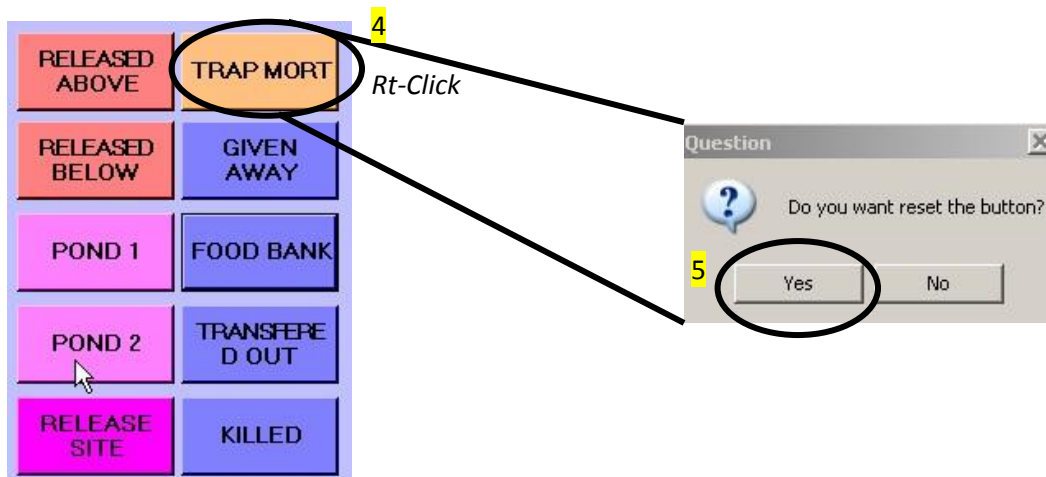 4
RELEASED
ABOVE
TRAP MORT
Rt-Click
RELEASED
BELOW
GIVEN
AWAY
Question
Do you want reset the button?
POND 1
FOOD BANK
5
Yes
No
POND 2
TRANSFERE
D OUT
RELEASE
SITE
KILLED